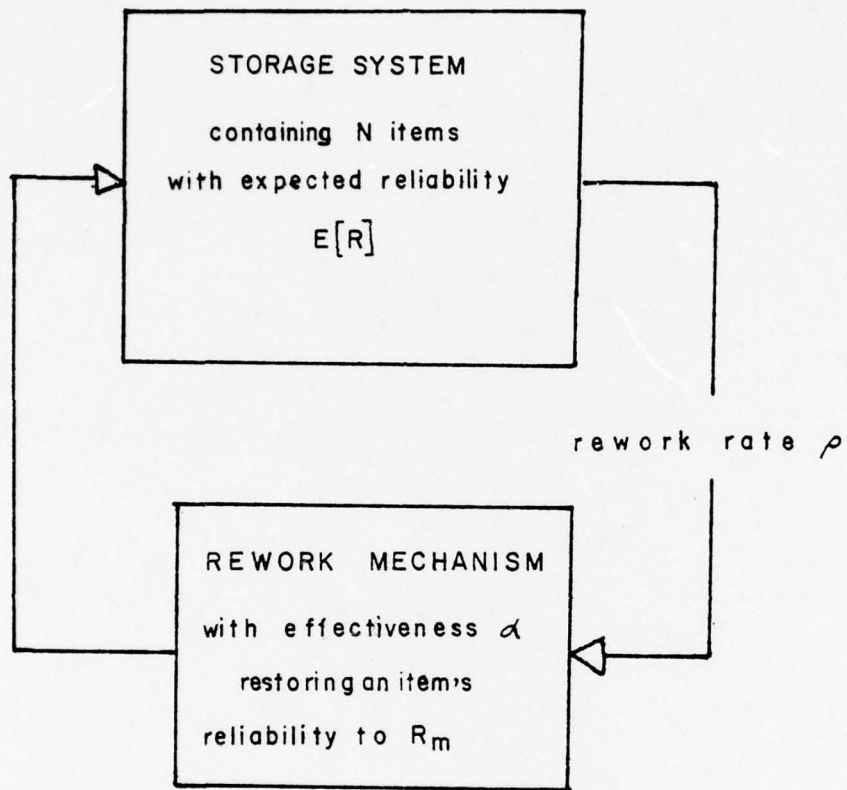 STORAGE SYSTEM
containing N items
with expected reliability
E[R]
rework rate ρ
REWORK MECHANISM
with effectiveness α
restoring an item's
reliability to Rm